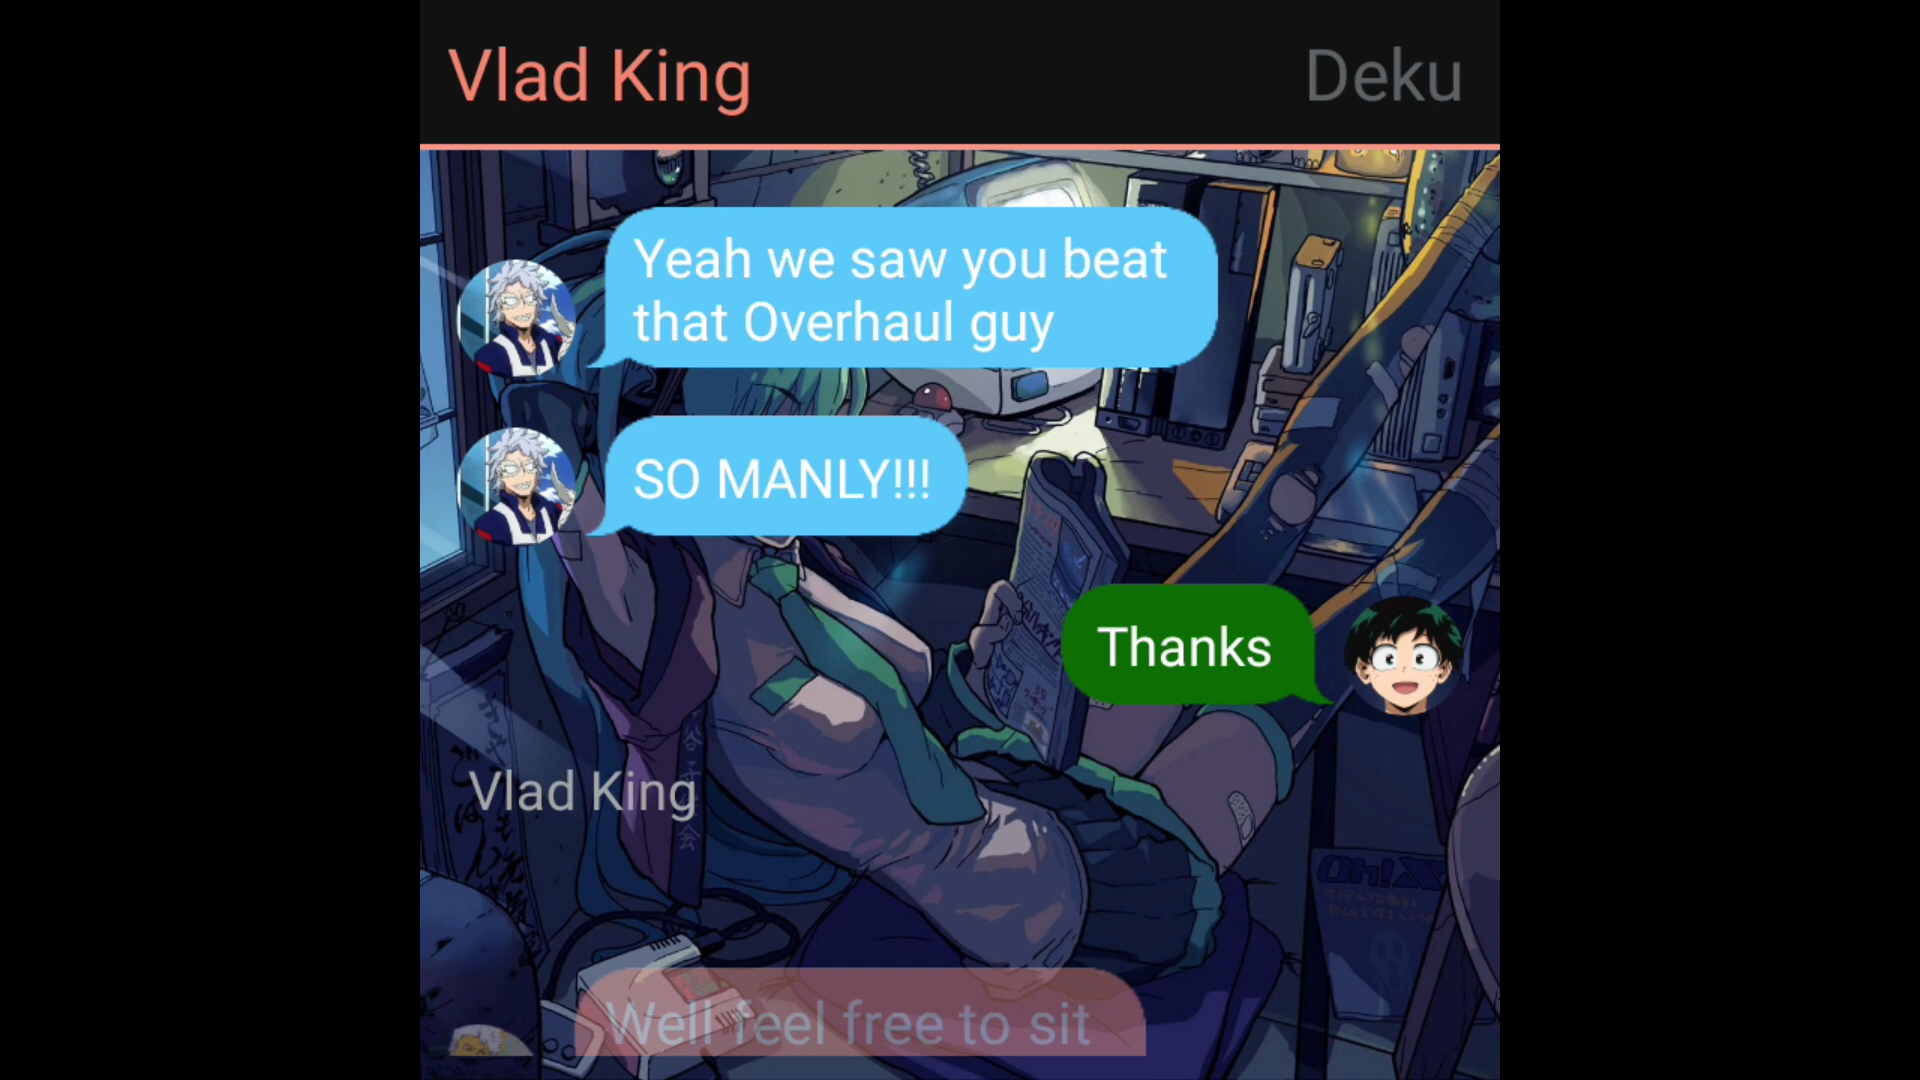 Vlad King
Deku
Yeah we saw you beat
that Overhaul guy
SO MANLY!!!
Thanks
Vlad King
Well feel free to sit